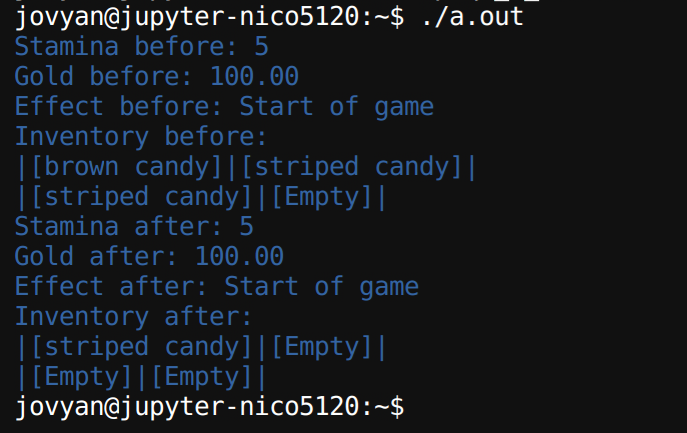 jovyan@jupyter-nico5120:~$ ./a.out
Stamina before: 5
Gold before: 100.00
Effect before: Start of game
Inventory before:
|[brown candy]|[striped candy]|
|[striped candy]|[Empty]|
Stamina after: 5
Gold after: 100.00
Effect after: Start of game
Inventory after:
|[striped candy]|[Empty]|
|[Empty]|[Empty]|
jovyan@jupyter-nico5120:~$